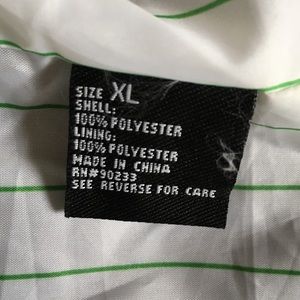 SIZE XL
SHELL:
100% POLYESTER
LINING:
100% POLYESTER
MADE IN CHINA
RN#90233
SEE REVERSE FOR CARE